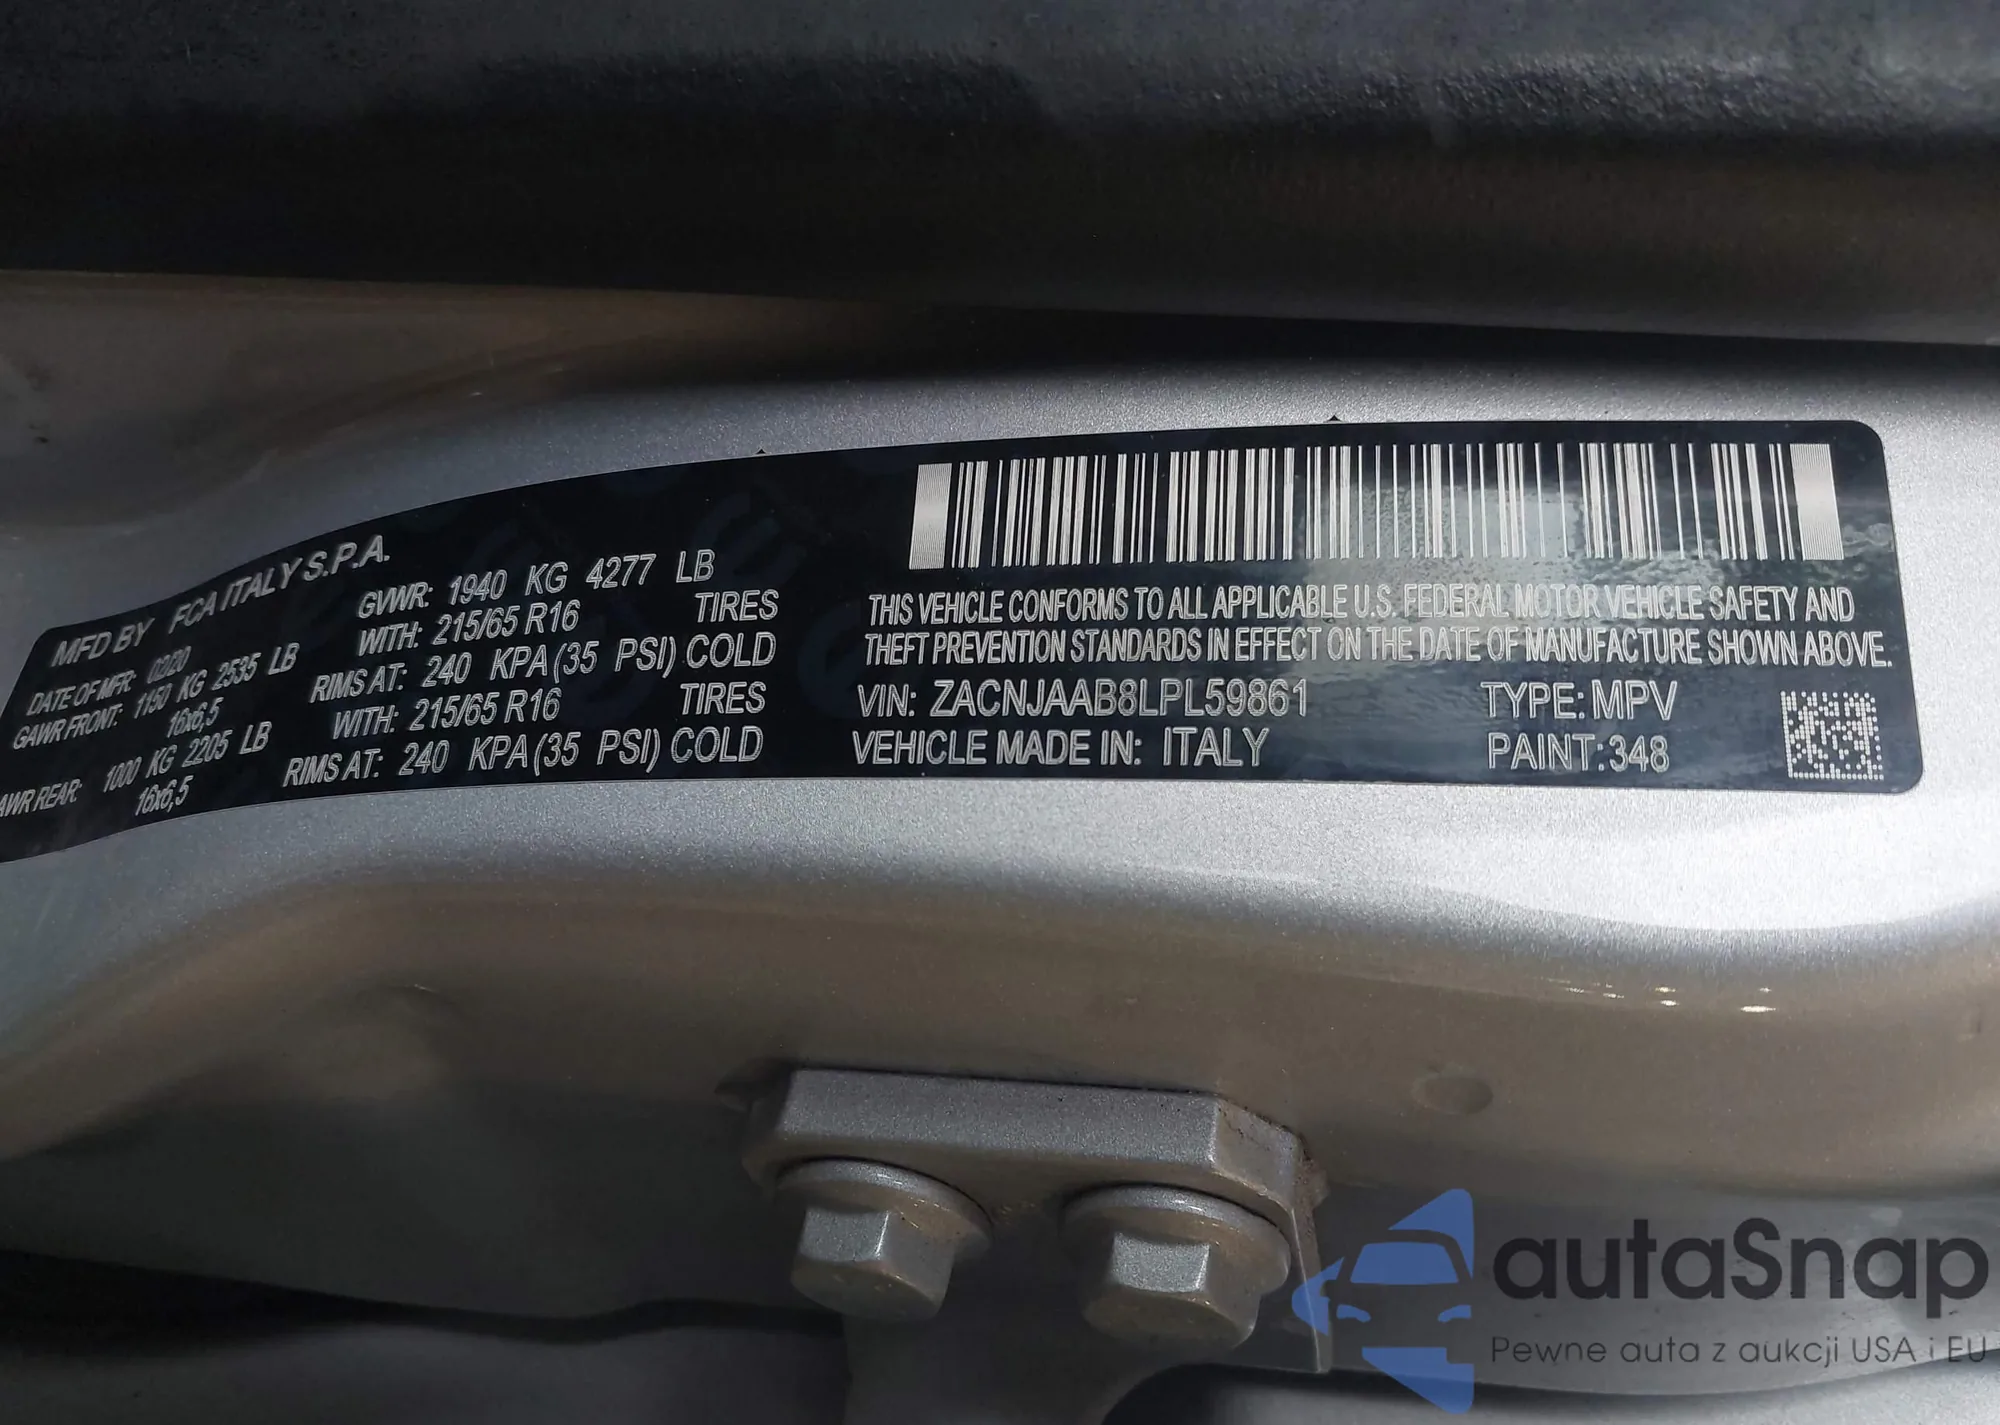 MFD BY FCA ITALY S.P.A.
DATE OF MFR: 02/20
GVWR: 1940 KG 4277 LB
GAWR FRONT: 1150 KG 2535 LB
WITH: 215/65 R16 TIRES
16x6,5
RIMS AT: 240 KPA(35 PSI) COLD
AWR REAR: 1000 KG 2205 LB
WITH: 215/65 R16 TIRES
16x6,5
RIMS AT: 240 KPA(35 PSI) COLD
THIS VEHICLE CONFORMS TO ALL APPLICABLE U.S. FEDERAL MOTOR VEHICLE SAFETY AND
THEFT PREVENTION STANDARDS IN EFFECT ON THE DATE OF MANUFACTURE SHOWN ABOVE.
VIN: ZACNJAAB8LPL59861 TYPE: MPV
VEHICLE MADE IN: ITALY PAINT:348
autaSnap
Pewne auta z aukcji USA i EU